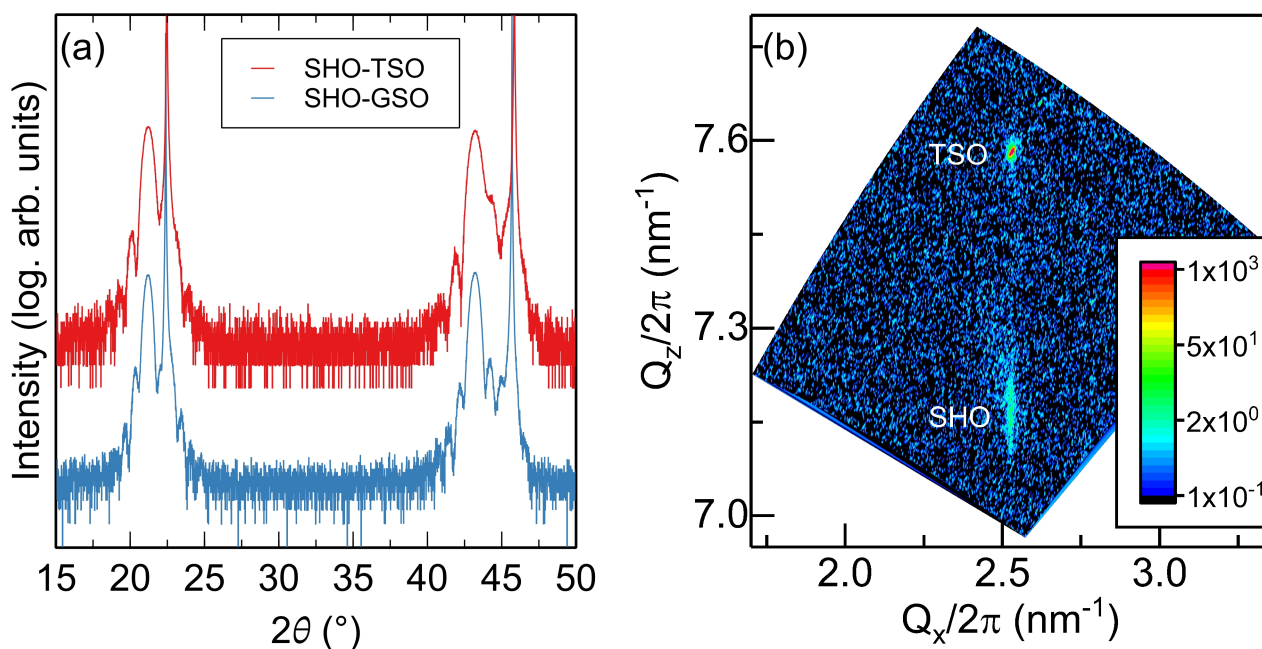 (a)
SHO-TSO
SHO-GSO
Intensity (log. arb. units)
15 20 25 30 35 40 45 50
2θ (°)
(b)
7.6
7.3
7.0
Q_z/2π (nm⁻¹)
TSO
SHO
1x10³
5x10¹
2x10⁰
1x10⁻¹
2.0 2.5 3.0
Q_x/2π (nm⁻¹)